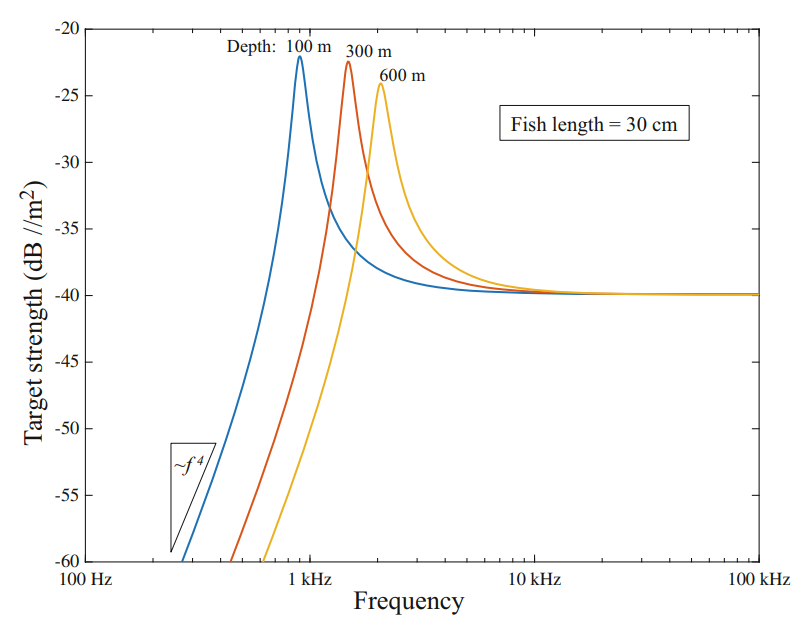 Depth: 100 m
300 m
600 m
Fish length = 30 cm
Target strength (dB //m²)
-20
-25
-30
-35
-40
-45
-50
-55
-60
~f ⁴
100 Hz
1 kHz
10 kHz
100 kHz
Frequency